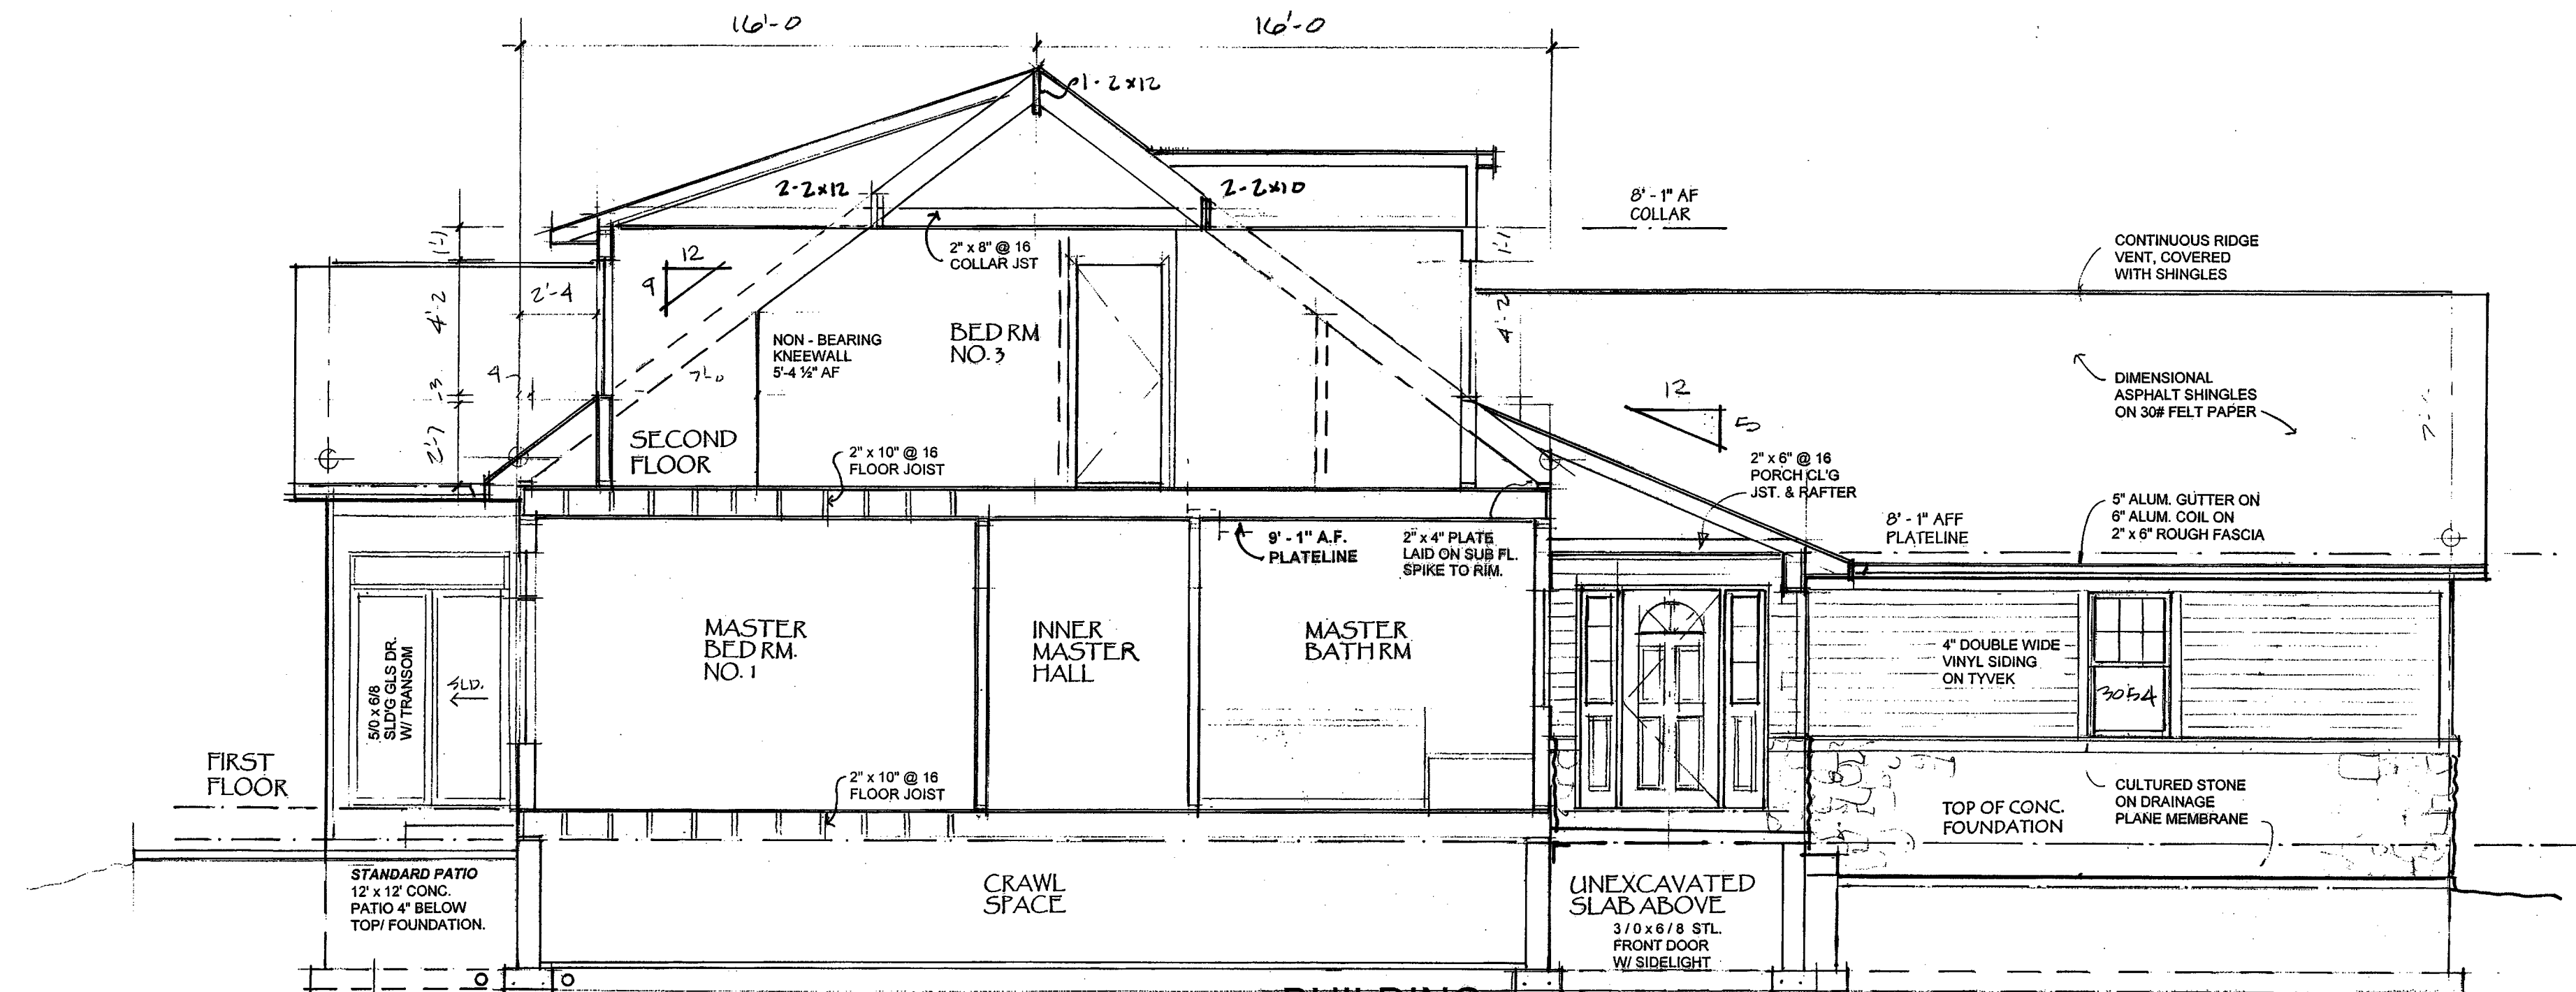 16'-0
16'-0
1-2x12
2-2x12
2-2x10
8' - 1" AF
COLLAR
1'-1
1'-1
2" x 8" @ 16
COLLAR JST
CONTINUOUS RIDGE
VENT, COVERED
WITH SHINGLES
12
9
2'-4
4'-2
4'-2
NON - BEARING
KNEEWALL
5'-4 ½" AF
BED RM
NO. 3
4
3
2'-7
12
5
DIMENSIONAL
ASPHALT SHINGLES
ON 30# FELT PAPER
SECOND
FLOOR
2" x 10" @ 16
FLOOR JOIST
2" x 6" @ 16
PORCH CL'G
JST. & RAFTER
5" ALUM. GUTTER ON
6" ALUM. COIL ON
2" x 6" ROUGH FASCIA
8' - 1" AFF
PLATELINE
9' - 1" A.F.
PLATELINE
2" x 4" PLATE
LAID ON SUB FL.
SPIKE TO RIM.
5/0 x 6/8
SLD'G GLS DR.
W/ TRANSOM
SLD.
MASTER
BED RM.
NO. 1
INNER
MASTER
HALL
MASTER
BATH RM
4" DOUBLE WIDE
VINYL SIDING
ON TYVEK
3054
FIRST
FLOOR
2" x 10" @ 16
FLOOR JOIST
TOP OF CONC.
FOUNDATION
CULTURED STONE
ON DRAINAGE
PLANE MEMBRANE
STANDARD PATIO
12' x 12' CONC.
PATIO 4" BELOW
TOP/ FOUNDATION.
CRAWL
SPACE
UNEXCAVATED
SLAB ABOVE
3 / 0 x 6 / 8 STL.
FRONT DOOR
W/ SIDELIGHT